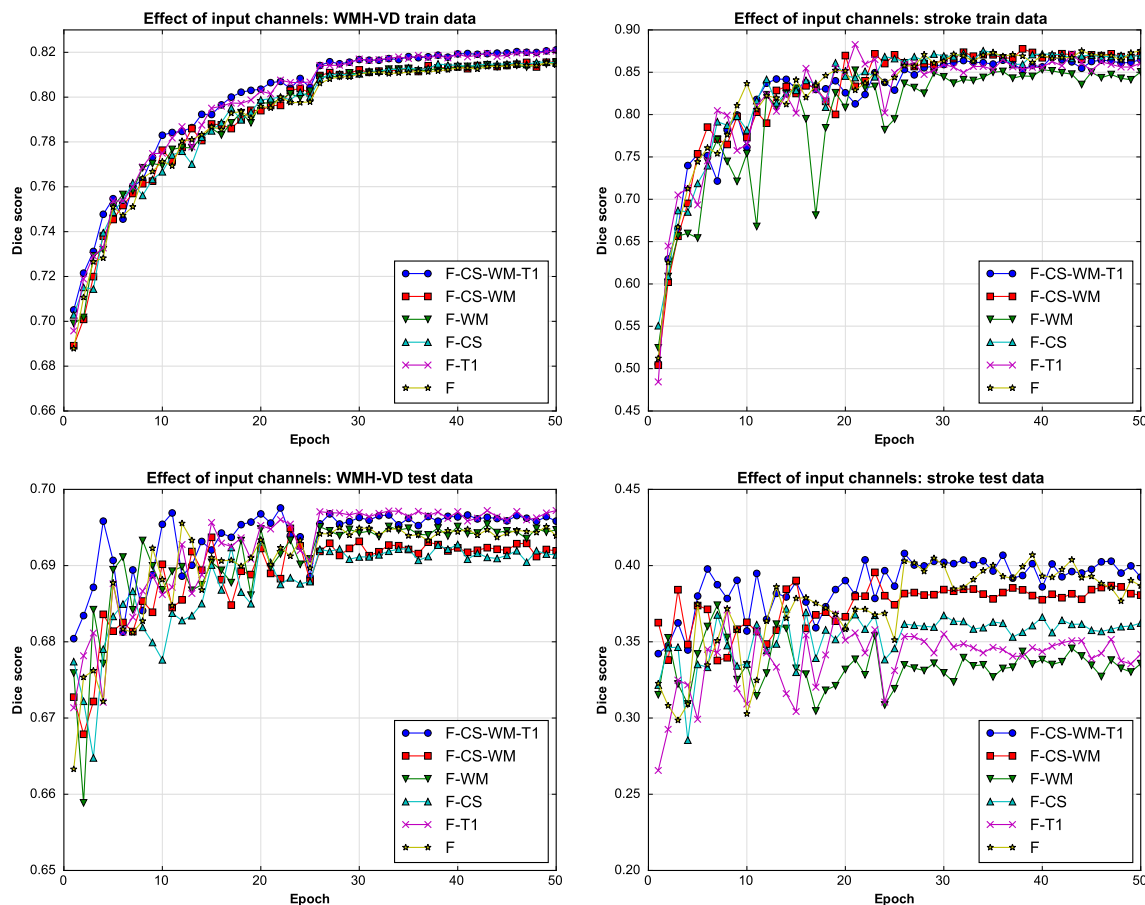 Effect of input channels: WMH-VD train data
Dice score
0.82
0.80
0.78
0.76
0.74
0.72
0.70
0.68
0.66
0
10
20
30
40
50
Epoch
F-CS-WM-T1
F-CS-WM
F-WM
F-CS
F-T1
F
Effect of input channels: stroke train data
Dice score
0.90
0.85
0.80
0.75
0.70
0.65
0.60
0.55
0.50
0.45
0
10
20
30
40
50
Epoch
F-CS-WM-T1
F-CS-WM
F-WM
F-CS
F-T1
F
Effect of input channels: WMH-VD test data
Dice score
0.70
0.69
0.68
0.67
0.66
0.65
0
10
20
30
40
50
Epoch
F-CS-WM-T1
F-CS-WM
F-WM
F-CS
F-T1
F
Effect of input channels: stroke test data
Dice score
0.45
0.40
0.35
0.30
0.25
0.20
0
10
20
30
40
50
Epoch
F-CS-WM-T1
F-CS-WM
F-WM
F-CS
F-T1
F